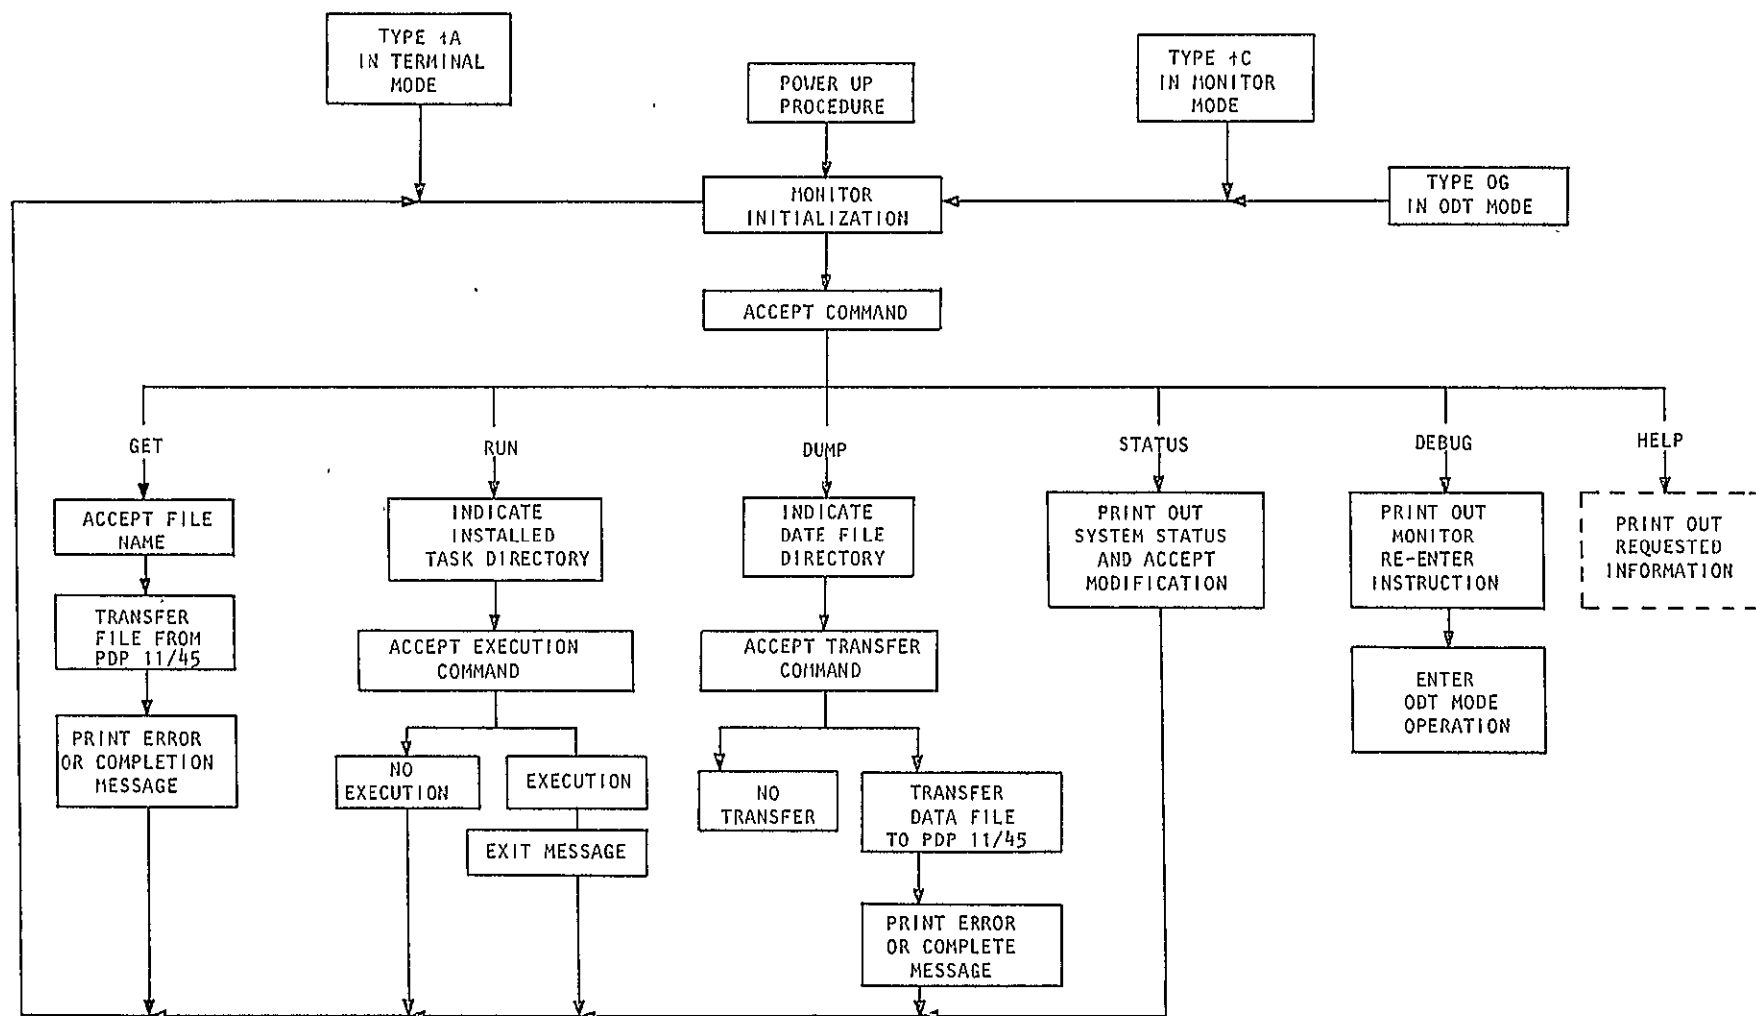 TYPE ↑A
IN TERMINAL
MODE
POWER UP
PROCEDURE
TYPE ↑C
IN MONITOR
MODE
MONITOR
INITIALIZATION
TYPE OG
IN ODT MODE
ACCEPT COMMAND
GET
RUN
DUMP
STATUS
DEBUG
HELP
ACCEPT FILE
NAME
TRANSFER
FILE FROM
PDP 11/45
PRINT ERROR
OR COMPLETION
MESSAGE
INDICATE
INSTALLED
TASK DIRECTORY
ACCEPT EXECUTION
COMMAND
NO
EXECUTION
EXECUTION
EXIT MESSAGE
INDICATE
DATE FILE
DIRECTORY
ACCEPT TRANSFER
COMMAND
NO
TRANSFER
TRANSFER
DATA FILE
TO PDP 11/45
PRINT ERROR
OR COMPLETE
MESSAGE
PRINT OUT
SYSTEM STATUS
AND ACCEPT
MODIFICATION
PRINT OUT
MONITOR
RE-ENTER
INSTRUCTION
ENTER
ODT MODE
OPERATION
PRINT OUT
REQUESTED
INFORMATION